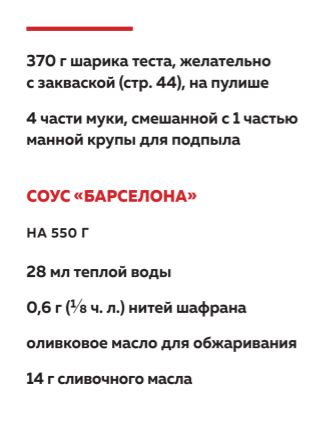 370 г шарика теста, желательно
с закваской (стр. 44), на пулише
4 части муки, смешанной с 1 частью
манной крупы для подпыла
СОУС «БАРСЕЛОНА»
НА 550 Г
28 мл теплой воды
0,6 г (⅛ ч. л.) нитей шафрана
оливковое масло для обжаривания
14 г сливочного масла